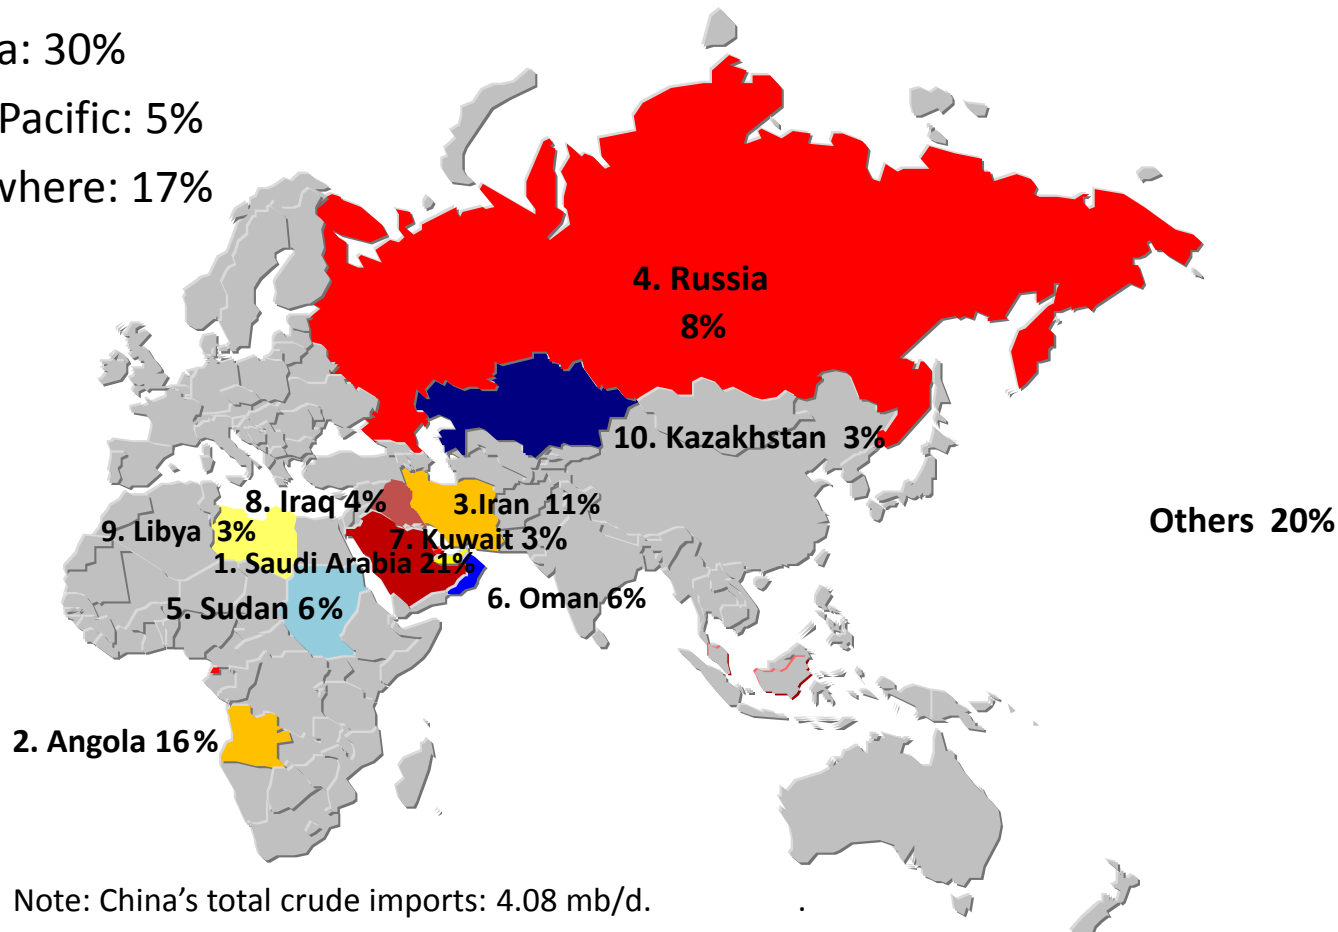 a: 30%
Pacific: 5%
where: 17%
4. Russia
8%
10. Kazakhstan 3%
8. Iraq 4%
3.Iran 11%
9. Libya 3%
7. Kuwait 3%
Others 20%
1. Saudi Arabia 21%
5. Sudan 6%
6. Oman 6%
2. Angola 16%
Note: China’s total crude imports: 4.08 mb/d. .